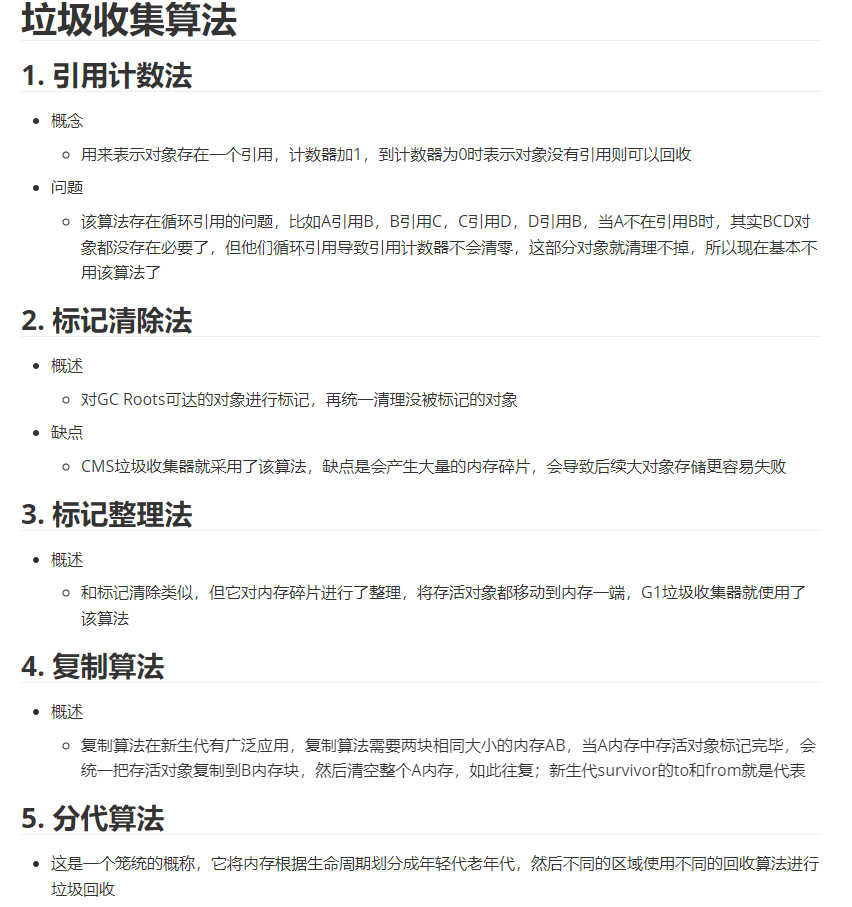 垃圾收集算法
1. 引用计数法
概念
用来表示对象存在一个引用，计数器加1，到计数器为0时表示对象没有引用则可以回收
问题
该算法存在循环引用的问题，比如A引用B，B引用C，C引用D，D引用B，当A不在引用B时，其实BCD对
象都没存在必要了，但他们循环引用导致引用计数器不会清零，这部分对象就清理不掉，所以现在基本不
用该算法了
2. 标记清除法
概述
对GC Roots可达的对象进行标记，再统一清理没被标记的对象
缺点
CMS垃圾收集器就采用了该算法，缺点是会产生大量的内存碎片，会导致后续大对象存储更容易失败
3. 标记整理法
概述
和标记清除类似，但它对内存碎片进行了整理，将存活对象都移动到内存一端，G1垃圾收集器就使用了
该算法
4. 复制算法
概述
复制算法在新生代有广泛应用，复制算法需要两块相同大小的内存AB，当A内存中存活对象标记完毕，会
统一把存活对象复制到B内存块，然后清空整个A内存，如此往复；新生代survivor的to和from就是代表
5. 分代算法
这是一个笼统的概称，它将内存根据生命周期划分成年轻代老年代，然后不同的区域使用不同的回收算法进行
垃圾回收